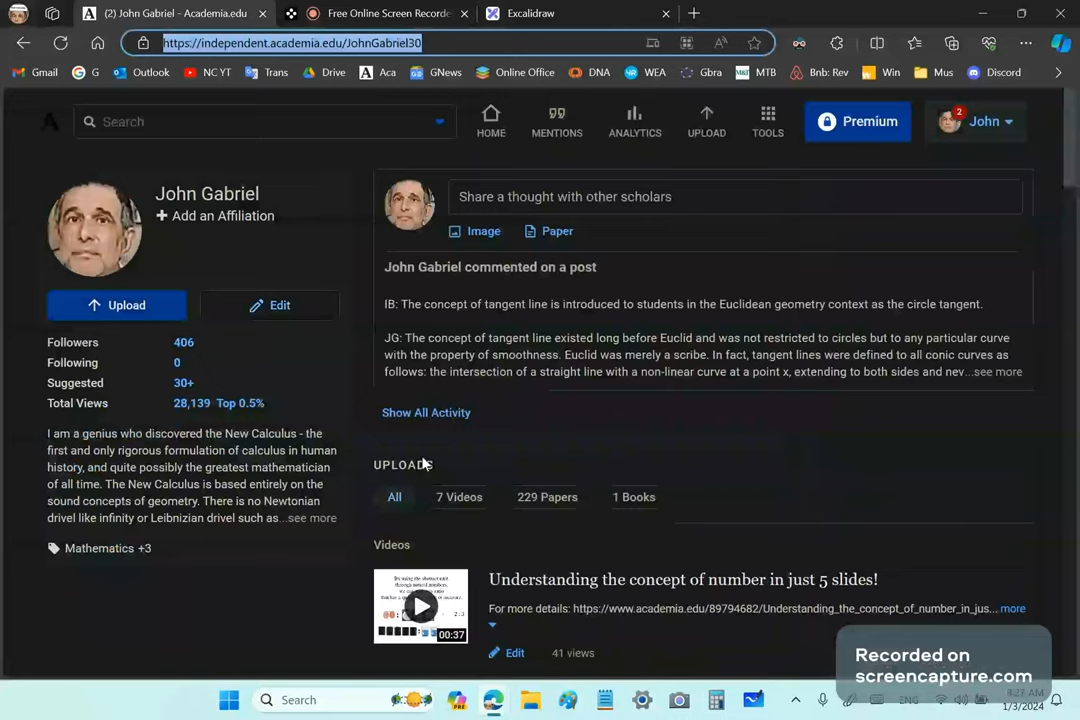 (2) John Gabriel - Academia.edu
Free Online Screen Recorde
Excalidraw
https://independent.academia.edu/JohnGabriel30
Gmail G Outlook NC YT Trans Drive Aca GNews Online Office DNA WEA Gbra MTB Bnb: Rev Win Mus Discord
Search
HOME MENTIONS ANALYTICS UPLOAD TOOLS
Premium
2
John
John Gabriel
Add an Affiliation
Upload
Edit
Followers 406
Following 0
Suggested 30+
Total Views 28,139 Top 0.5%
I am a genius who discovered the New Calculus - the
first and only rigorous formulation of calculus in human
history, and quite possibly the greatest mathematician
of all time. The New Calculus is based entirely on the
sound concepts of geometry. There is no Newtonian
drivel like infinity or Leibnizian drivel such as...see more
Mathematics +3
Share a thought with other scholars
Image Paper
John Gabriel commented on a post
IB: The concept of tangent line is introduced to students in the Euclidean geometry context as the circle tangent.
JG: The concept of tangent line existed long before Euclid and was not restricted to circles but to any particular curve
with the property of smoothness. Euclid was merely a scribe. In fact, tangent lines were defined to all conic curves as
follows: the intersection of a straight line with a non-linear curve at a point x, extending to both sides and nev...see more
Show All Activity
UPLOADS
All 7 Videos 229 Papers 1 Books
Videos
00:37
Understanding the concept of number in just 5 slides!
For more details: https://www.academia.edu/89794682/Understanding_the_concept_of_number_in_jus... more
Edit 41 views
Recorded on
screencapture.com
Search
ENG
1/3/2024